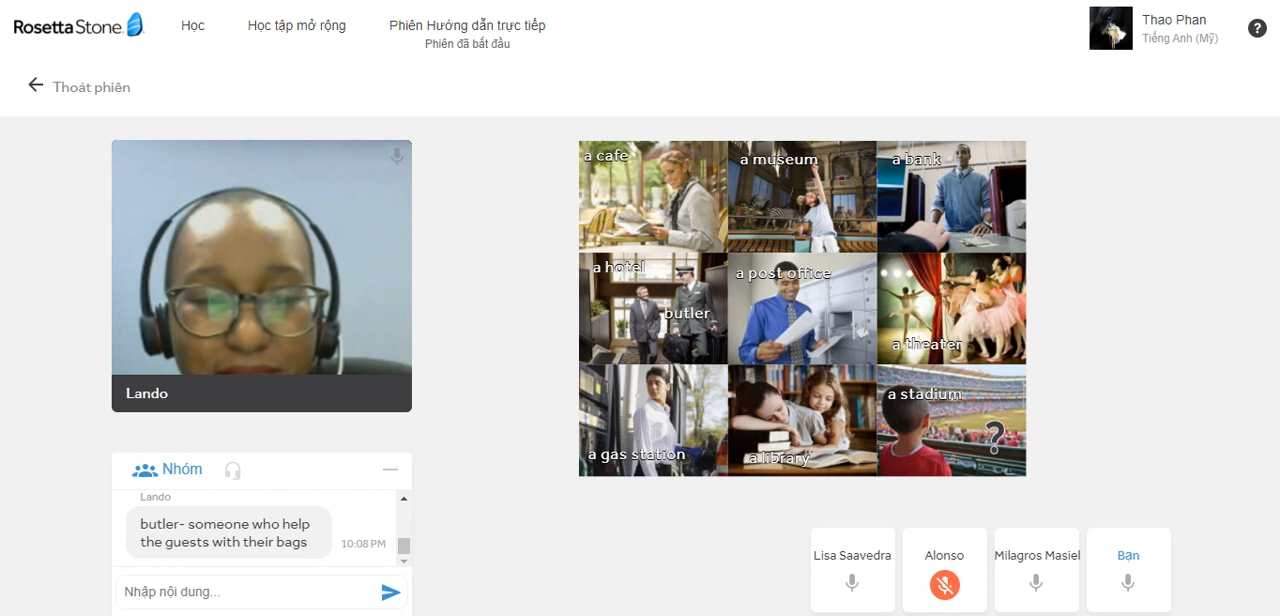 RosettaStone
Học
Học tập mở rộng
Phiên Hướng dẫn trực tiếp
Phiên đã bắt đầu
Thao Phan
Tiếng Anh (Mỹ)
?
Thoát phiên
Lando
a cafe
a museum
a bank
a hotel
butler
a post office
a theater
a gas station
a library
a stadium
?
Nhóm
Lando
butler- someone who help
the guests with their bags
10:08 PM
Nhập nội dung...
Lisa Saavedra
Alonso
Milagros Masiel
Bạn